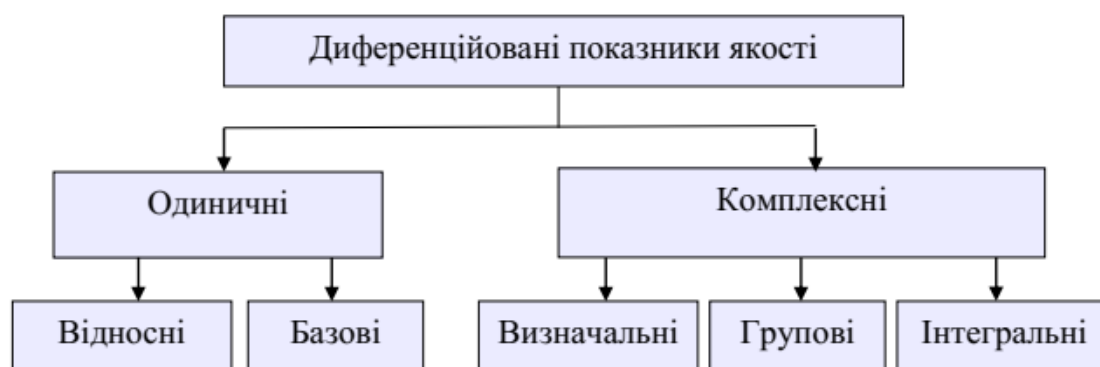 Диференційовані показники якості
Одиничні
Комплексні
Відносні
Базові
Визначальні
Групові
Інтегральні